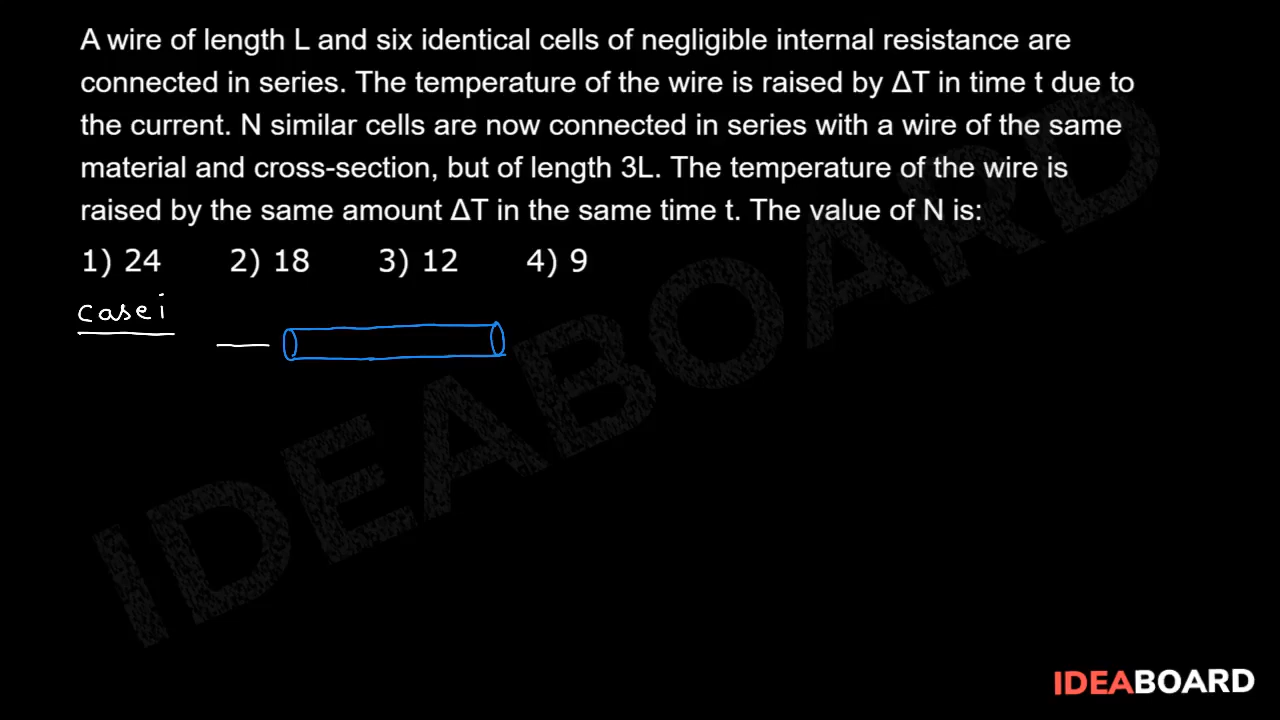 A wire of length L and six identical cells of negligible internal resistance are
connected in series. The temperature of the wire is raised by ΔT in time t due to
the current. N similar cells are now connected in series with a wire of the same
material and cross-section, but of length 3L. The temperature of the wire is
raised by the same amount ΔT in the same time t. The value of N is:
1) 24 2) 18 3) 12 4) 9
case i
IDEABOARD
IDEABOARD